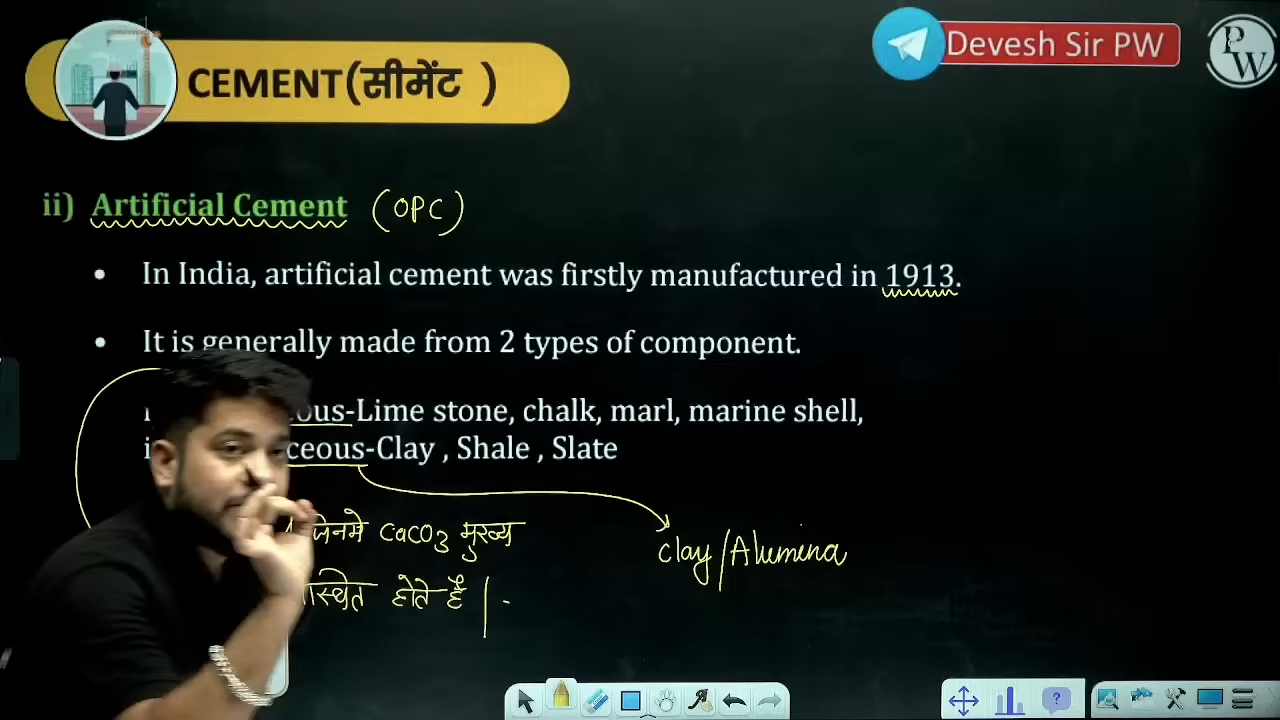 CEMENT(सीमेंट )
Devesh Sir PW
PW
ii) Artificial Cement (OPC)
• In India, artificial cement was firstly manufactured in 1913.
• It is generally made from 2 types of component.
ous-Lime stone, chalk, marl, marine shell,
ceous-Clay , Shale , Slate
जिनमे CaCO3 मुख्य
clay/Alumina
स्थित होते है |